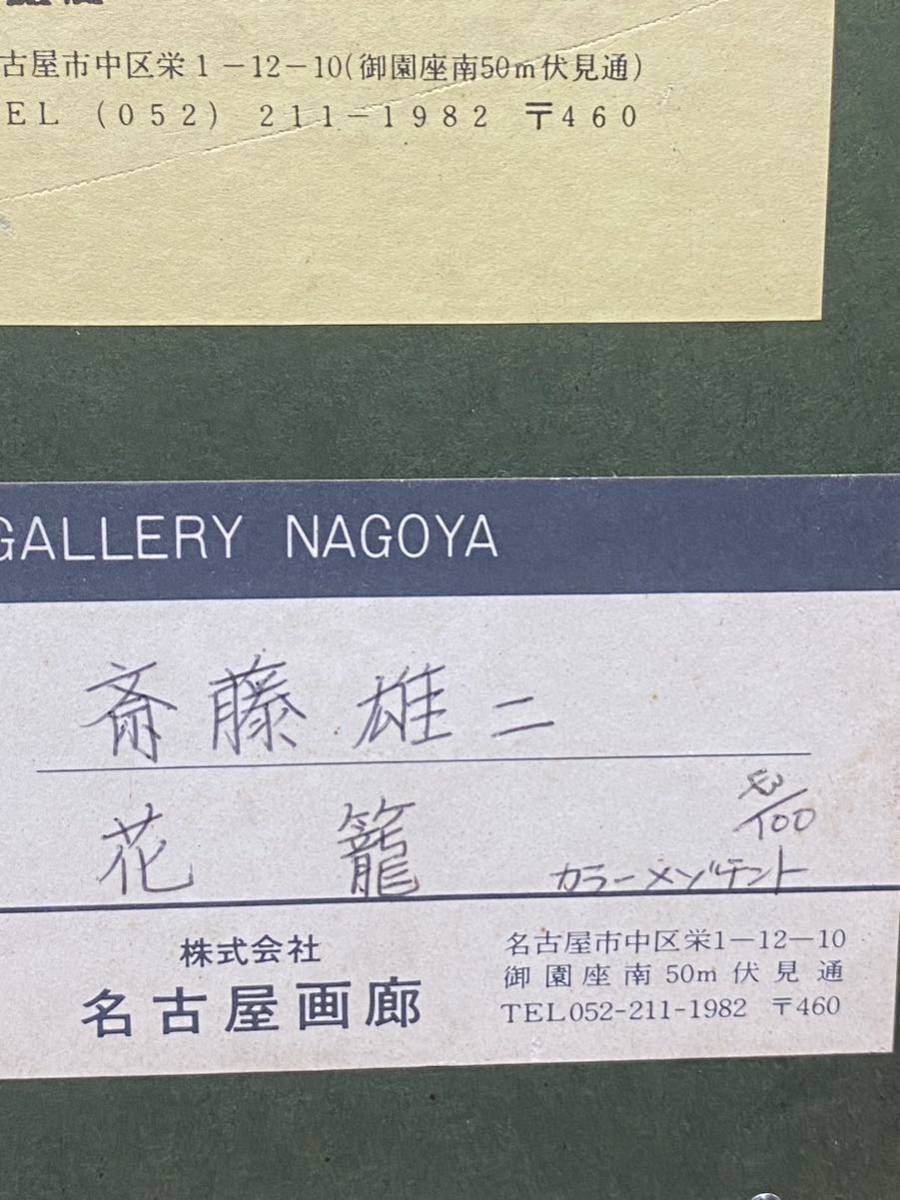 古屋市中区栄1-12-10(御園座南50m伏見通)
EL (052) 211-1982 〒460
GALLERY NAGOYA
斎藤雄二
花籠
/100
カラーメゾチント
株式会社
名古屋画廊
名古屋市中区栄1-12-10
御園座南50m伏見通
TEL052-211-1982 〒460